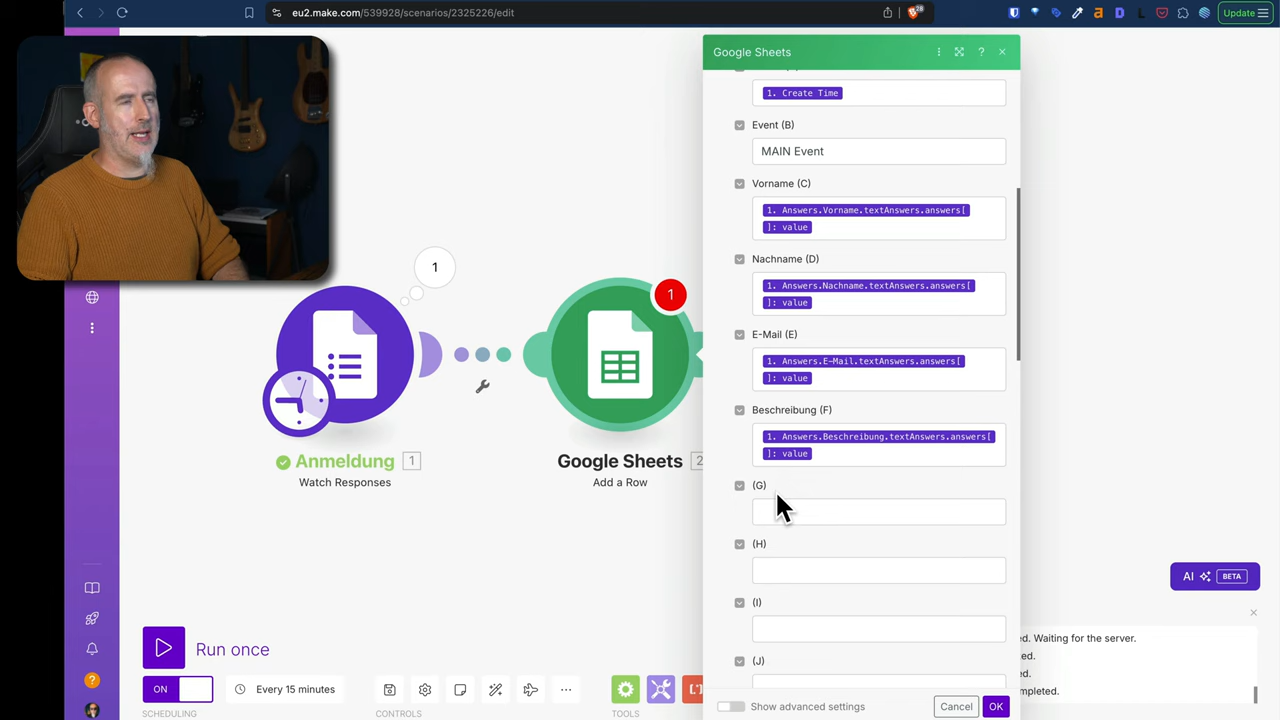 eu2.make.com/539928/scenarios/2325226/edit
28
Update
Google Sheets
1. Create Time
Event (B)
MAIN Event
Vorname (C)
1. Answers.Vorname.textAnswers.answers[
]: value
Nachname (D)
1. Answers.Nachname.textAnswers.answers[
]: value
E-Mail (E)
1. Answers.E-Mail.textAnswers.answers[
]: value
Beschreibung (F)
1. Answers.Beschreibung.textAnswers.answers[
]: value
(G)
(H)
(I)
(J)
Show advanced settings
Cancel
OK
1
1
Anmeldung 1
Watch Responses
Google Sheets 2
Add a Row
AI BETA
ed. Waiting for the server.
ed.
ed.
mpleted.
Run once
ON
Every 15 minutes
SCHEDULING
CONTROLS
TOOLS